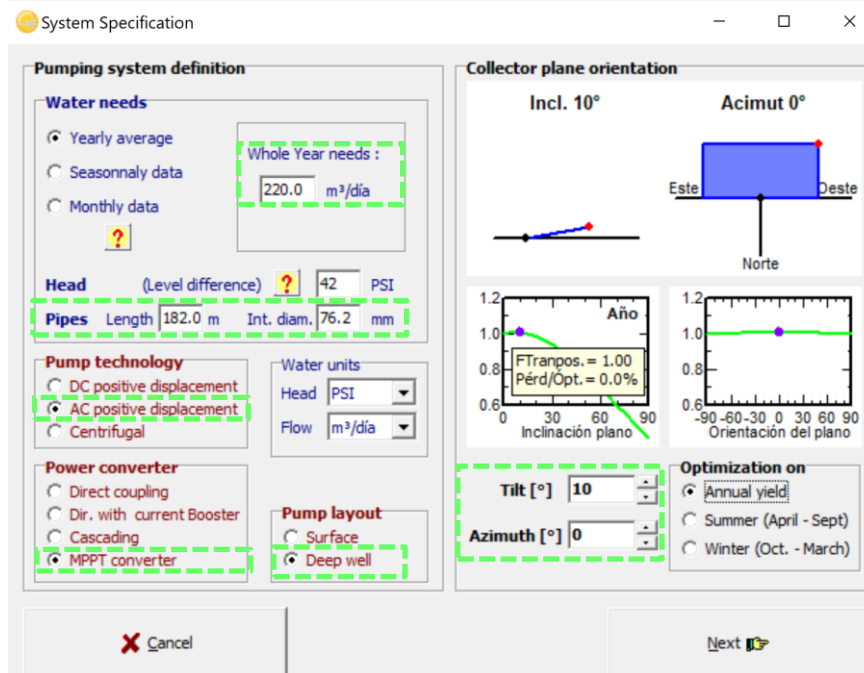 System Specification
Pumping system definition
Water needs
Yearly average
Seasonnaly data
Monthly data
?
Whole Year needs :
220.0 m³/día
Head (Level difference) ? 42 PSI
Pipes Length 182.0 m Int. diam. 76.2 mm
Pump technology
DC positive displacement
AC positive displacement
Centrifugal
Water units
Head PSI
Flow m³/día
Power converter
Direct coupling
Dir. with current Booster
Cascading
MPPT converter
Pump layout
Surface
Deep well
Collector plane orientation
Incl. 10°
Acimut 0°
Este
Oeste
Norte
1.2
1.0
0.8
0.6
Año
FTranpos. = 1.00
Pérd/Ópt. = 0.0%
0 30 60 90
Inclinación plano
1.2
1.0
0.8
0.6
-90 -60 -30 0 30 60 90
Orientación del plano
Tilt [°] 10
Azimuth [°] 0
Optimization on
Annual yield
Summer (April - Sept)
Winter (Oct. - March)
Cancel
Next